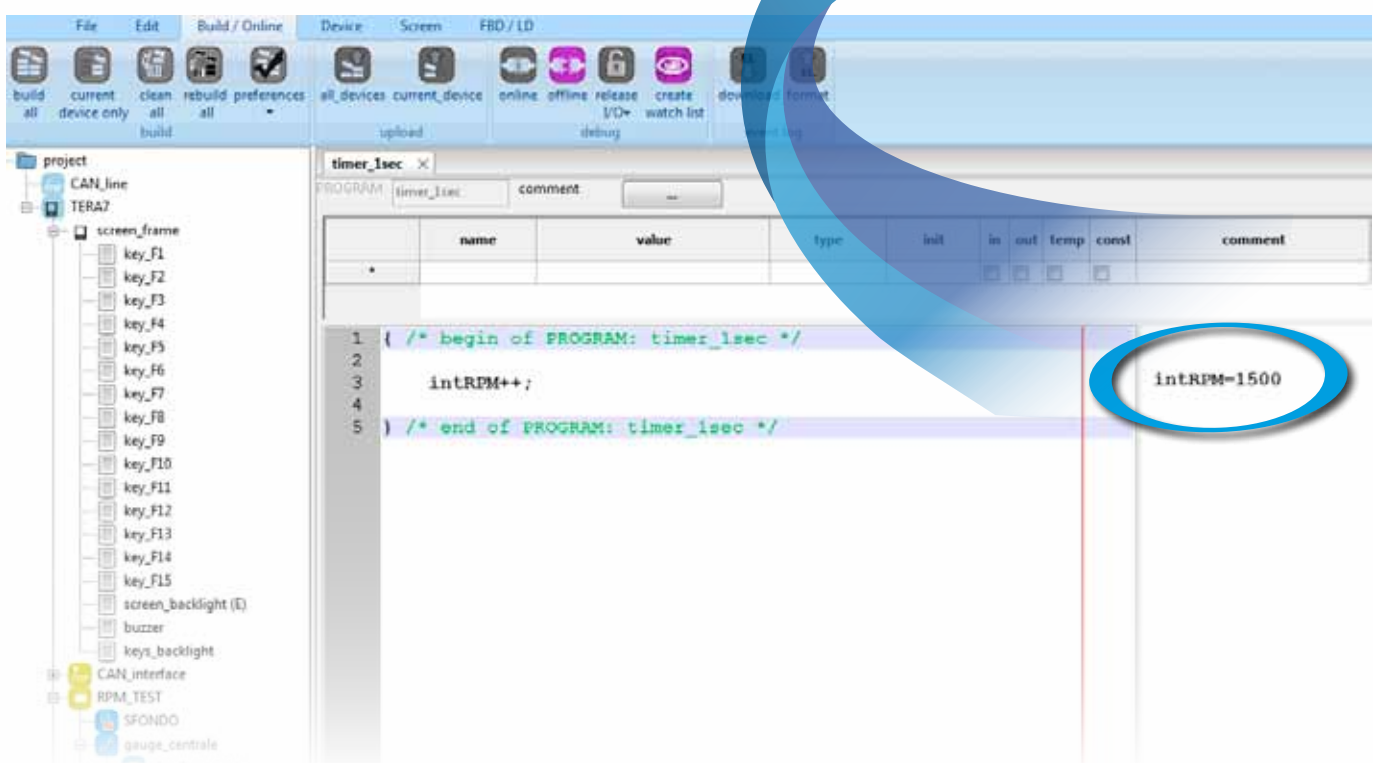 File Edit Build / Online Device Screen FBD / LD
build all current device only clean all rebuild all preferences all_devices current_device online offline release I/O create watch list download format
build upload debug event log
project
CAN_line
TERA7
screen_frame
key_F1
key_F2
key_F3
key_F4
key_F5
key_F6
key_F7
key_F8
key_F9
key_F10
key_F11
key_F12
key_F13
key_F14
key_F15
screen_backlight (E)
buzzer
keys_backlight
CAN_interface
RPM_TEST
SFONDO
gauge_centrale
timer_1sec
PROGRAM timer_1sec comment ...
name value type init in out temp const comment
*
1 { /* begin of PROGRAM: timer_1sec */
2
3 intRPM++; intRPM=1500
4
5 } /* end of PROGRAM: timer_1sec */